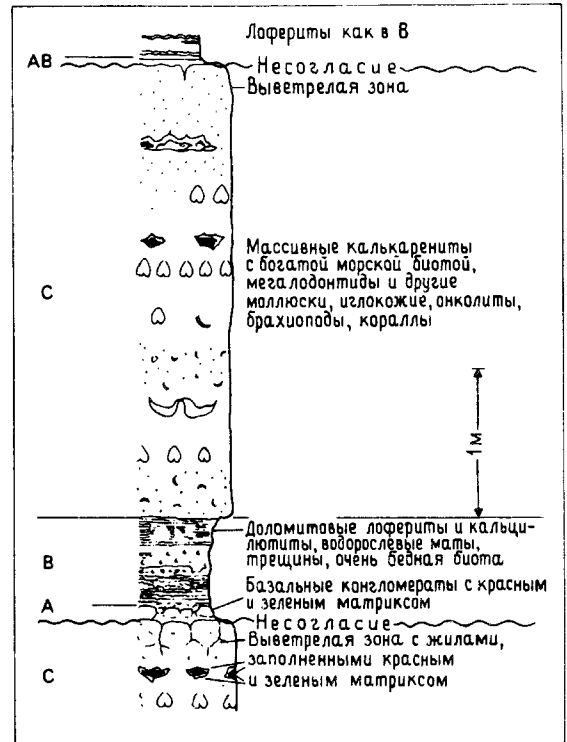 Лофериты как в В
АВ
Несогласие
Выветрелая зона
С
Массивные калькарениты
с богатой морской биотой,
мегалодонтиды и другие
моллюски, иглокожие, онколиты,
брахиоподы, кораллы
1м
Доломитовые лофериты и кальци-
лютиты, водорослевые маты,
трещины, очень бедная биота
В
Базальные конгломераты с красным
и зеленым матриксом
А
Несогласие
Выветрелая зона с жилами,
заполненными красным
и зеленым матриксом
С